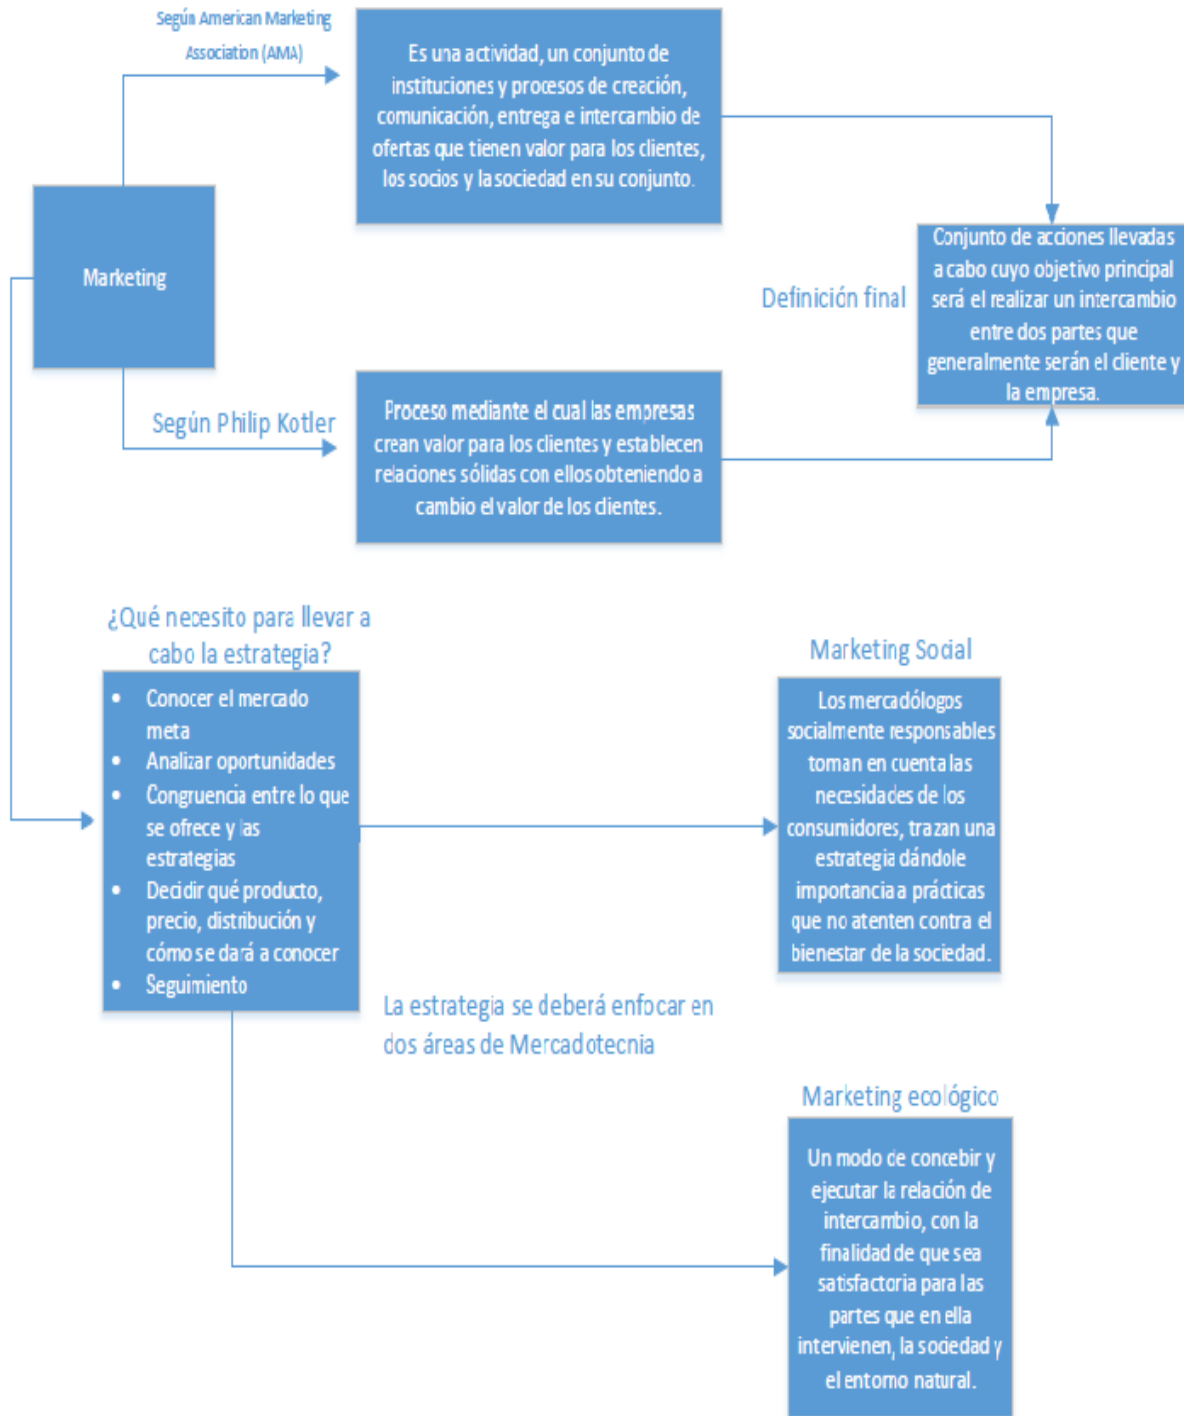 Según American Marketing
Association (AMA)
Es una actividad, un conjunto de
instituciones y procesos de creación,
comunicación, entrega e intercambio de
ofertas que tienen valor para los clientes,
los socios y la sociedad en su conjunto.
Marketing
Conjunto de acciones llevadas
a cabo cuyo objetivo principal
será el realizar un intercambio
entre dos partes que
generalmente serán el cliente y
la empresa.
Definición final
Según Philip Kotler
Proceso mediante el cual las empresas
crean valor para los clientes y establecen
relaciones sólidas con ellos obteniendo a
cambio el valor de los clientes.
¿Qué necesito para llevar a
cabo la estrategia?
• Conocer el mercado
meta
• Analizar oportunidades
• Congruencia entre lo que
se ofrece y las
estrategias
• Decidir qué producto,
precio, distribución y
cómo se dará a conocer
• Seguimiento
Marketing Social
Los mercadólogos
socialmente responsables
toman en cuenta las
necesidades de los
consumidores, trazan una
estrategia dándole
importancia a prácticas
que no atenten contra el
bienestar de la sociedad.
La estrategia se deberá enfocar en
dos áreas de Mercadotecnia
Marketing ecológico
Un modo de concebir y
ejecutar la relación de
intercambio, con la
finalidad de que sea
satisfactoria para las
partes que en ella
intervienen, la sociedad y
el entorno natural.